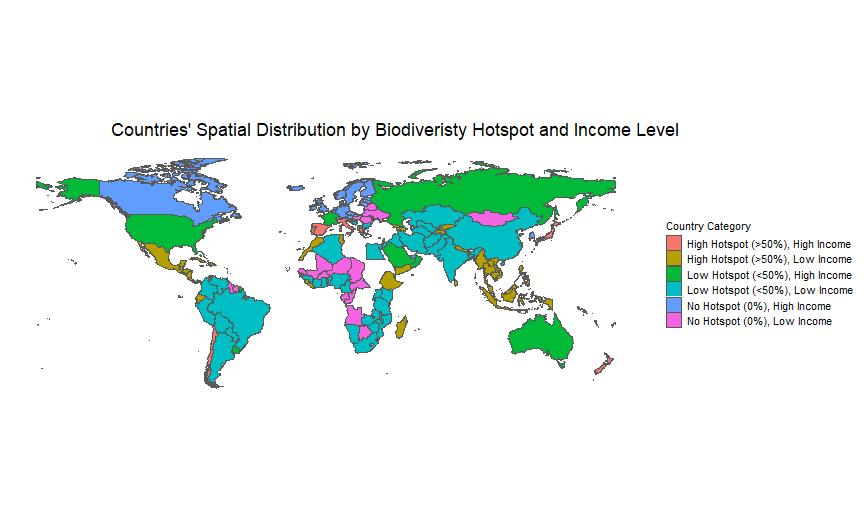 Countries' Spatial Distribution by Biodiveristy Hotspot and Income Level
Country Category
High Hotspot (>50%), High Income
High Hotspot (>50%), Low Income
Low Hotspot (<50%), High Income
Low Hotspot (<50%), Low Income
No Hotspot (0%), High Income
No Hotspot (0%), Low Income